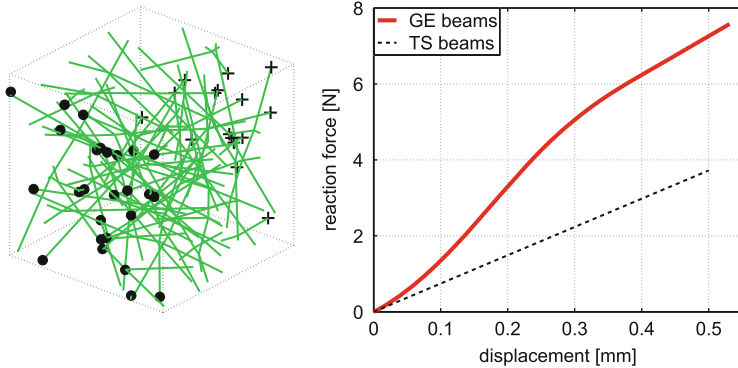 GE beams
TS beams
8
6
4
2
0
reaction force [N]
0 0.1 0.2 0.3 0.4 0.5
displacement [mm]